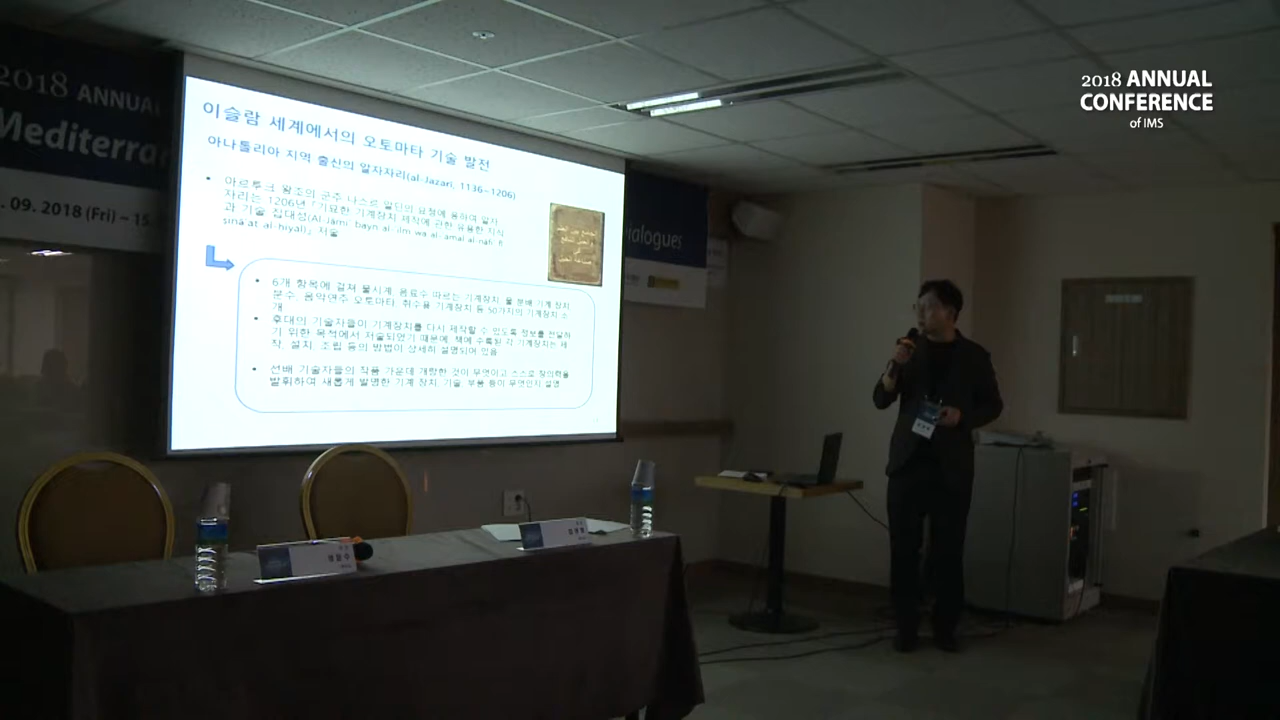 2018 ANNUAL
CONFERENCE
of IMS
2018 ANNUAL
Mediterra
. 09. 2018 (Fri) – 15
ialogues
이슬람 세계에서의 오토마타 기술 발전
아나톨리아 지역 출신의 알자자리(al-Jazari, 1136~1206)
• 아르투크 왕조의 군주 나스르 알딘의 요청에 응하여 알자
자리는 1206년 『기묘한 기계장치 제작에 관한 유용한 지식
과 기술 집대성(Al Jāmi' bayn al-'ilm wa al-'amal al-nāfi' fī
ṣinā'at al-ḥiyal)』 저술
• 6개 항목에 걸쳐 물시계, 음료수 따르는 기계장치, 물 분배 기계 장치,
분수, 음악연주 오토마타, 취수용 기계장치 등 50가지의 기계장치 소
개
• 후대의 기술자들이 기계장치를 다시 제작할 수 있도록 정보를 전달하
기 위한 목적에서 저술되었기 때문에 책에 수록된 각 기계장치는 제
작, 설치, 조립 등의 방법이 상세히 설명되어 있음
• 선배 기술자들의 작품 가운데 개량한 것이 무엇이고 스스로 창의력을
발휘하여 새롭게 발명한 기계 장치, 기술, 부품 등이 무엇인지 설명